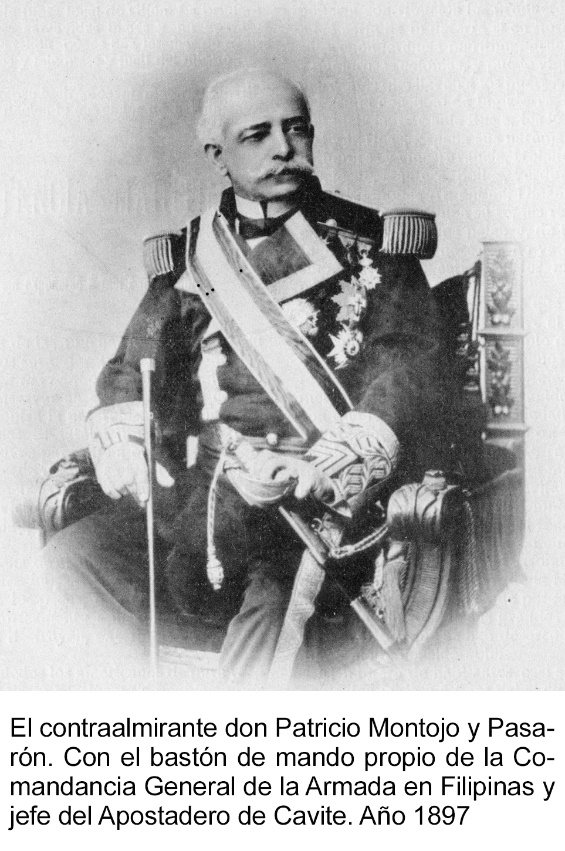 El contraalmirante don Patricio Montojo y Pasa-
rón. Con el bastón de mando propio de la Co-
mandancia General de la Armada en Filipinas y
jefe del Apostadero de Cavite. Año 1897